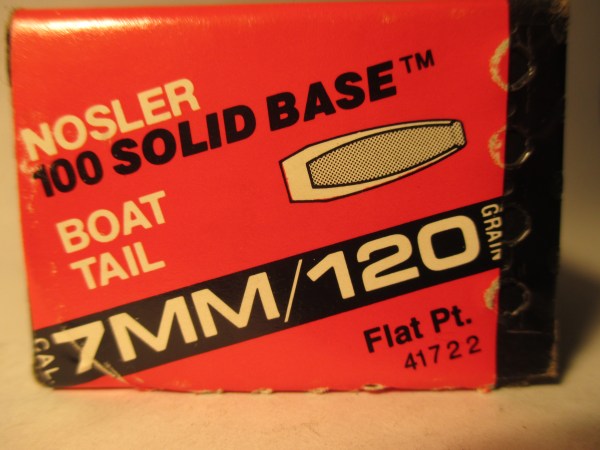 NOSLER
100 SOLID BASE™
BOAT
TAIL
CAL. 7MM/120 GRAIN
Flat Pt.
41722